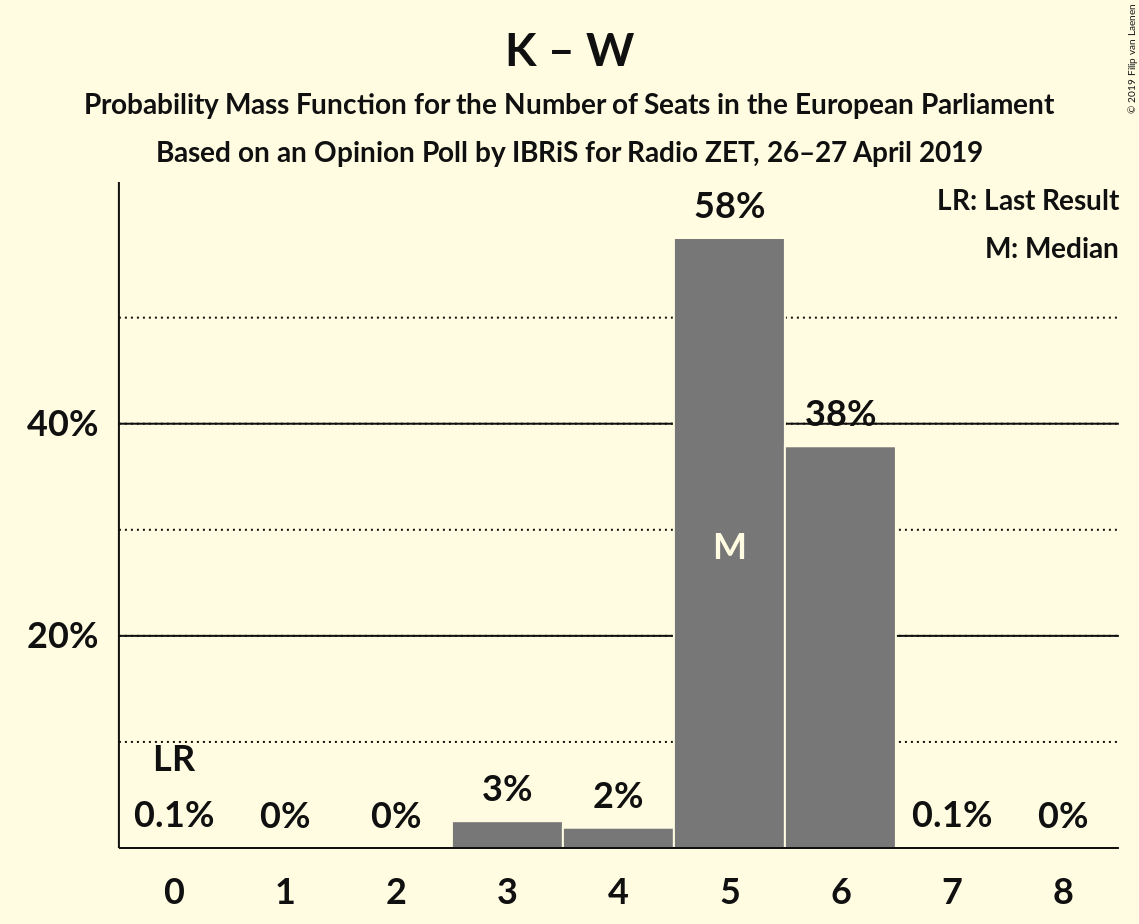 K – W
Probability Mass Function for the Number of Seats in the European Parliament
Based on an Opinion Poll by IBRiS for Radio ZET, 26–27 April 2019
© 2019 Filip van Laenen
LR: Last Result
M: Median
58%
38%
40%
M
20%
LR
3%
2%
0.1%
0%
0%
0.1%
0%
0 1 2 3 4 5 6 7 8